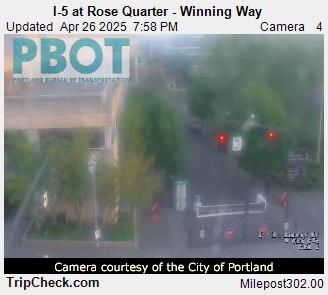 I-5 at Rose Quarter - Winning Way
Updated Apr 26 2025 7:58 PM Camera 4
PBOT
PORTLAND BUREAU OF TRANSPORTATION
Camera courtesy of the City of Portland
TripCheck.com Milepost302.00